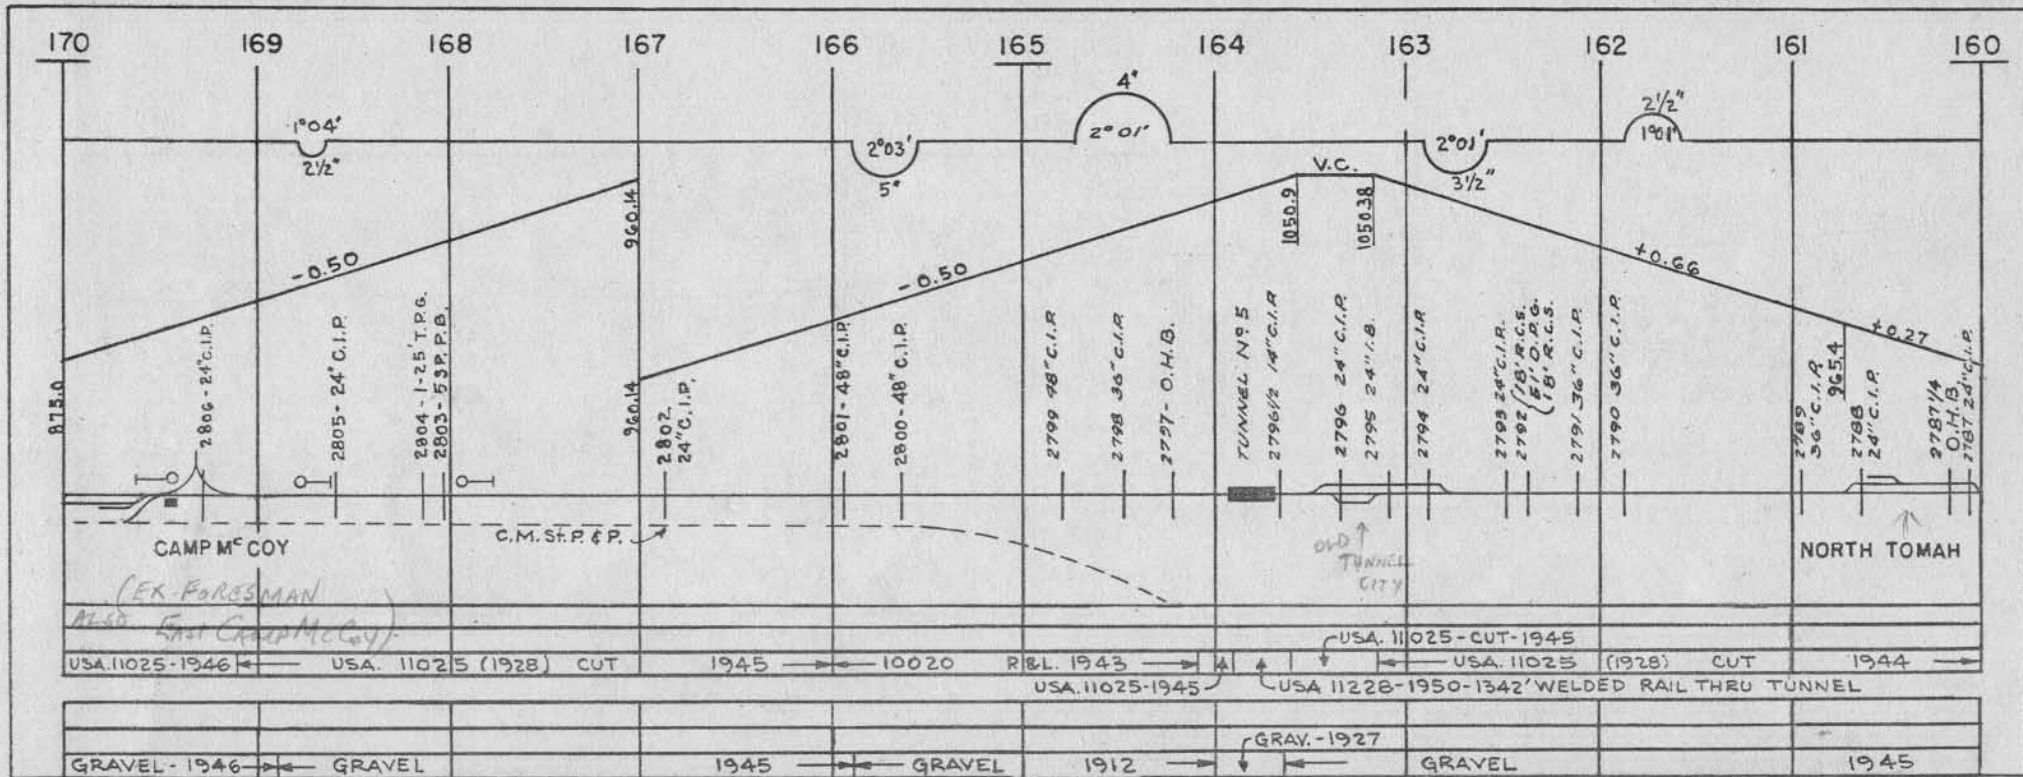 170 169 168 167 166 165 164 163 162 161 160
1°04'
2½"
2°03'
5"
4"
2°01'
V.C.
2°01'
3½"
2½"
1°01'
-0.50
960.14
-0.50
1050.9
1050.38
+0.66
+0.27
873.0
960.14
965.4
2806-24"C.I.P.
2805-24"C.I.P.
2804-1-25 T.P.G.
2803-53P. P.B.
2802
24"C.I.P.
2801-48"C.I.P.
2800-48"C.I.P.
2799 48"C.I.P.
2798 36"C.I.P.
2797-O.H.B.
TUNNEL Nº 5
2796½ 14"C.I.P.
2796 24"C.I.P.
2795 24"I.B.
2794 24"C.I.P.
2793 24"C.I.P.
2792 { 18' R.C.S.
51' O.P.G.
18' R.C.S.
2791 36"C.I.P.
2790 36"C.I.P.
2789
36"C.I.P.
2788
24"C.I.P.
2787¼
O.H.B.
2787 24"C.I.P.
CAMP McCOY
C.M.St.P.&P.
OLD
TUNNEL
CITY
NORTH TOMAH
(EX-FORESMAN
ALSO EAST CAMP McCOY)
USA. 11025-CUT-1945
USA.11025-1946 USA. 11025 (1928) CUT 1945 10020 R&L. 1943 USA. 11025 (1928) CUT 1944
USA.11025-1945 USA 11228-1950-1342' WELDED RAIL THRU TUNNEL
GRAV.-1927
GRAVEL-1946 GRAVEL 1945 GRAVEL 1912 GRAVEL 1945